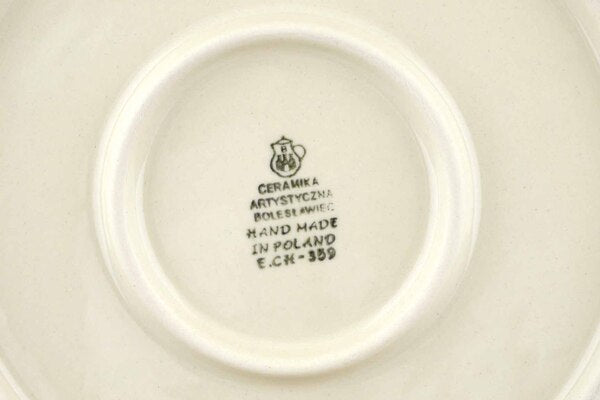 B
CERAMIKA
ARTYSTYCZNA
BOLESŁAWIEC
HAND MADE
IN POLAND
E.CH-359